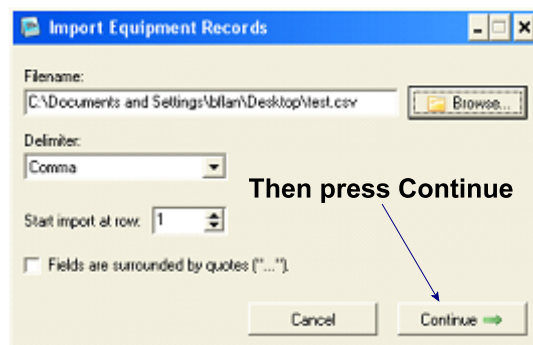 Import Equipment Records
Filename:
C:\Documents and Settings\bllan\Desktop\test.csv
Browse...
Delimiter:
Comma
Then press Continue
Start import at row: 1
Fields are surrounded by quotes ("...").
Cancel
Continue